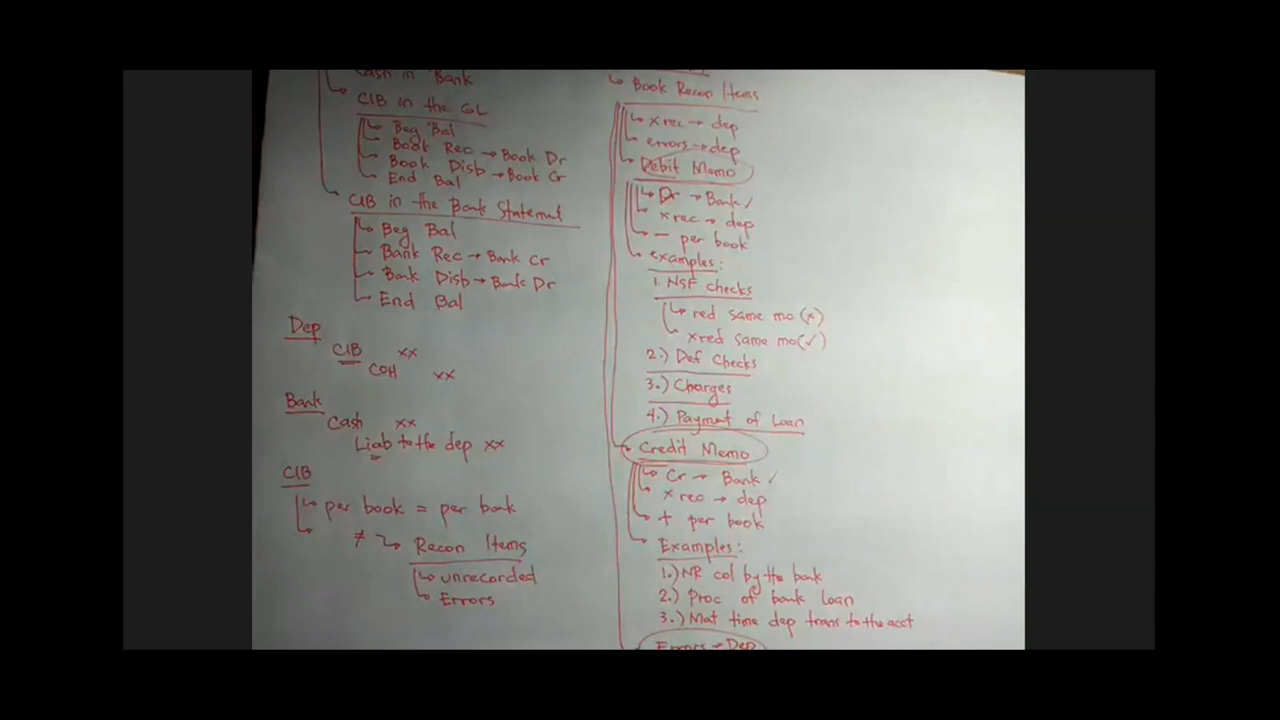 Cash in Bank
CIB in the GL
Beg Bal
Book Rec → Book Dr
Book Disb → Book Cr
End Bal
CIB in the Bank Statemnt
Beg Bal
Bank Rec → Bank Cr
Bank Disb → Bank Dr
End Bal
Dep
CIB xx
COH xx
Bank
Cash xx
Liab to the dep xx
CIB
per book = per bank
≠ → Recon Items
unrecorded
Errors
Book Recon Items
x rec → dep
errors → dep
Debit Memo
Dr → Bank ✓
x rec → dep
— per book
examples:
1. NSF checks
red same mo (x)
xred same mo (✓)
2.) Def Checks
3.) Charges
4.) Payment of Loan
Credit Memo
Cr → Bank ✓
x rec → dep
+ per book
Examples:
1.) NR col by the bank
2.) Proc of bank loan
3.) Mat time dep trans to the acct
Errors → Dep